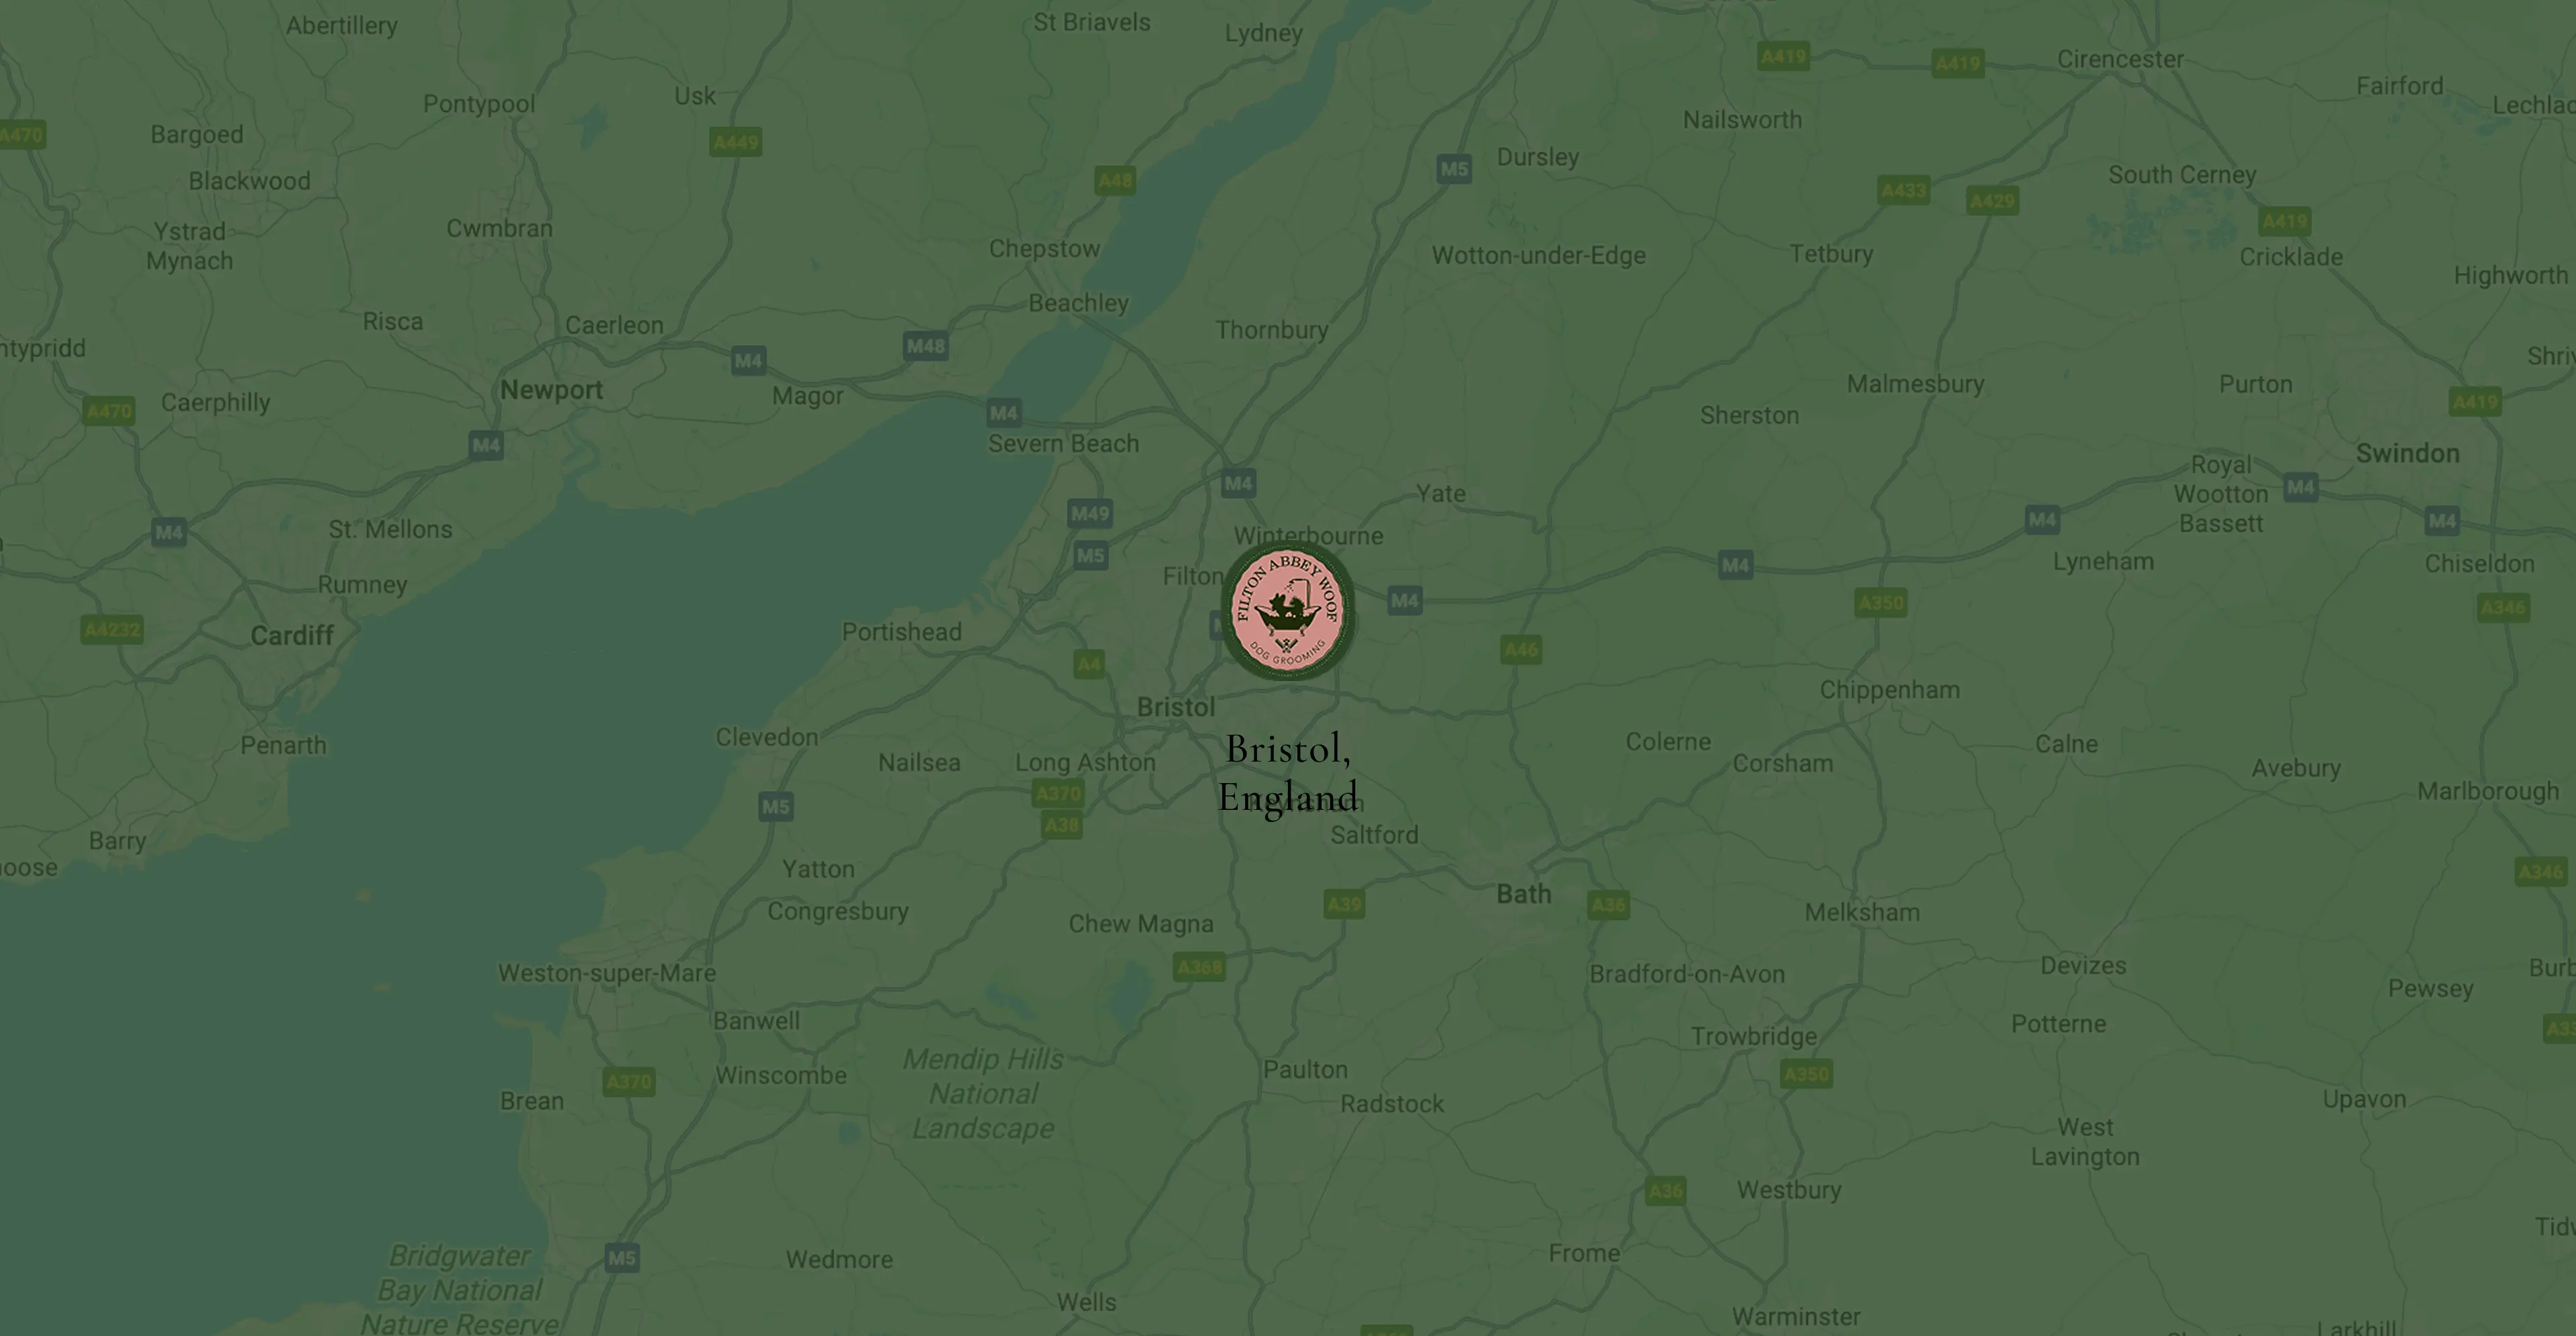 Abertillery
St Briavels
Lydney
A419
A419
Cirencester
Fairford
Pontypool
Usk
Nailsworth
A470
Bargoed
A449
Blackwood
A48
M5
Dursley
South Cerney
A433
A429
A419
Ystrad
Mynach
Cwmbran
Chepstow
Wotton-under-Edge
Tetbury
Cricklade
Highworth
Beachley
Risca
Caerleon
Thornbury
ntypridd
M4
M48
Magor
Newport
Malmesbury
Purton
A470
Caerphilly
M4
Sherston
A419
M4
Severn Beach
Swindon
Royal
Wootton
Bassett
M4
M4
Yate
M49
M4
M4
M4
St. Mellons
Winterbourne
M5
M4
Lyneham
Chiseldon
Filton
FILTON ABBEY WOOF
DOG GROOMING
Rumney
M4
A350
A346
A4232
Cardiff
Portishead
A4
A46
Bristol
Chippenham
Clevedon
Penarth
Nailsea
Long Ashton
Bristol,
England
Colerne
Corsham
Calne
Avebury
Marlborough
A370
M5
A38
Barry
Saltford
oose
Yatton
Bath
A346
Congresbury
A39
A36
Melksham
Chew Magna
A368
Weston-super-Mare
Bradford-on-Avon
Devizes
Pewsey
Banwell
Potterne
Trowbridge
Mendip Hills
National
Landscape
Winscombe
A370
Paulton
A350
Brean
Radstock
Upavon
West
Lavington
A36
Westbury
Bridgwater
Bay National
Nature Reserve
M5
Wedmore
Frome
Wells
Warminster
Larkhill